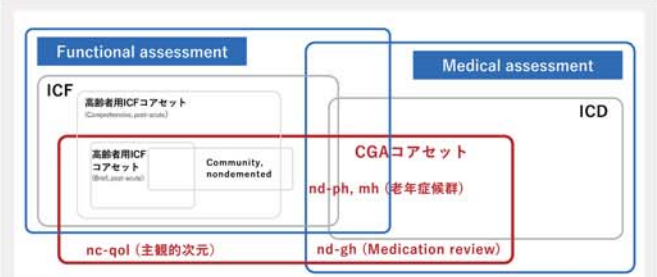 Functional assessment
Medical assessment
ICF
ICD
高齢者用ICFコアセット
(Comprehensive, post-acute)
高齢者用ICF
コアセット
(Brief, post-acute)
Community,
nondemented
CGAコアセット
nd-ph, mh (老年症候群)
nc-qol (主観的次元)
nd-gh (Medication review)